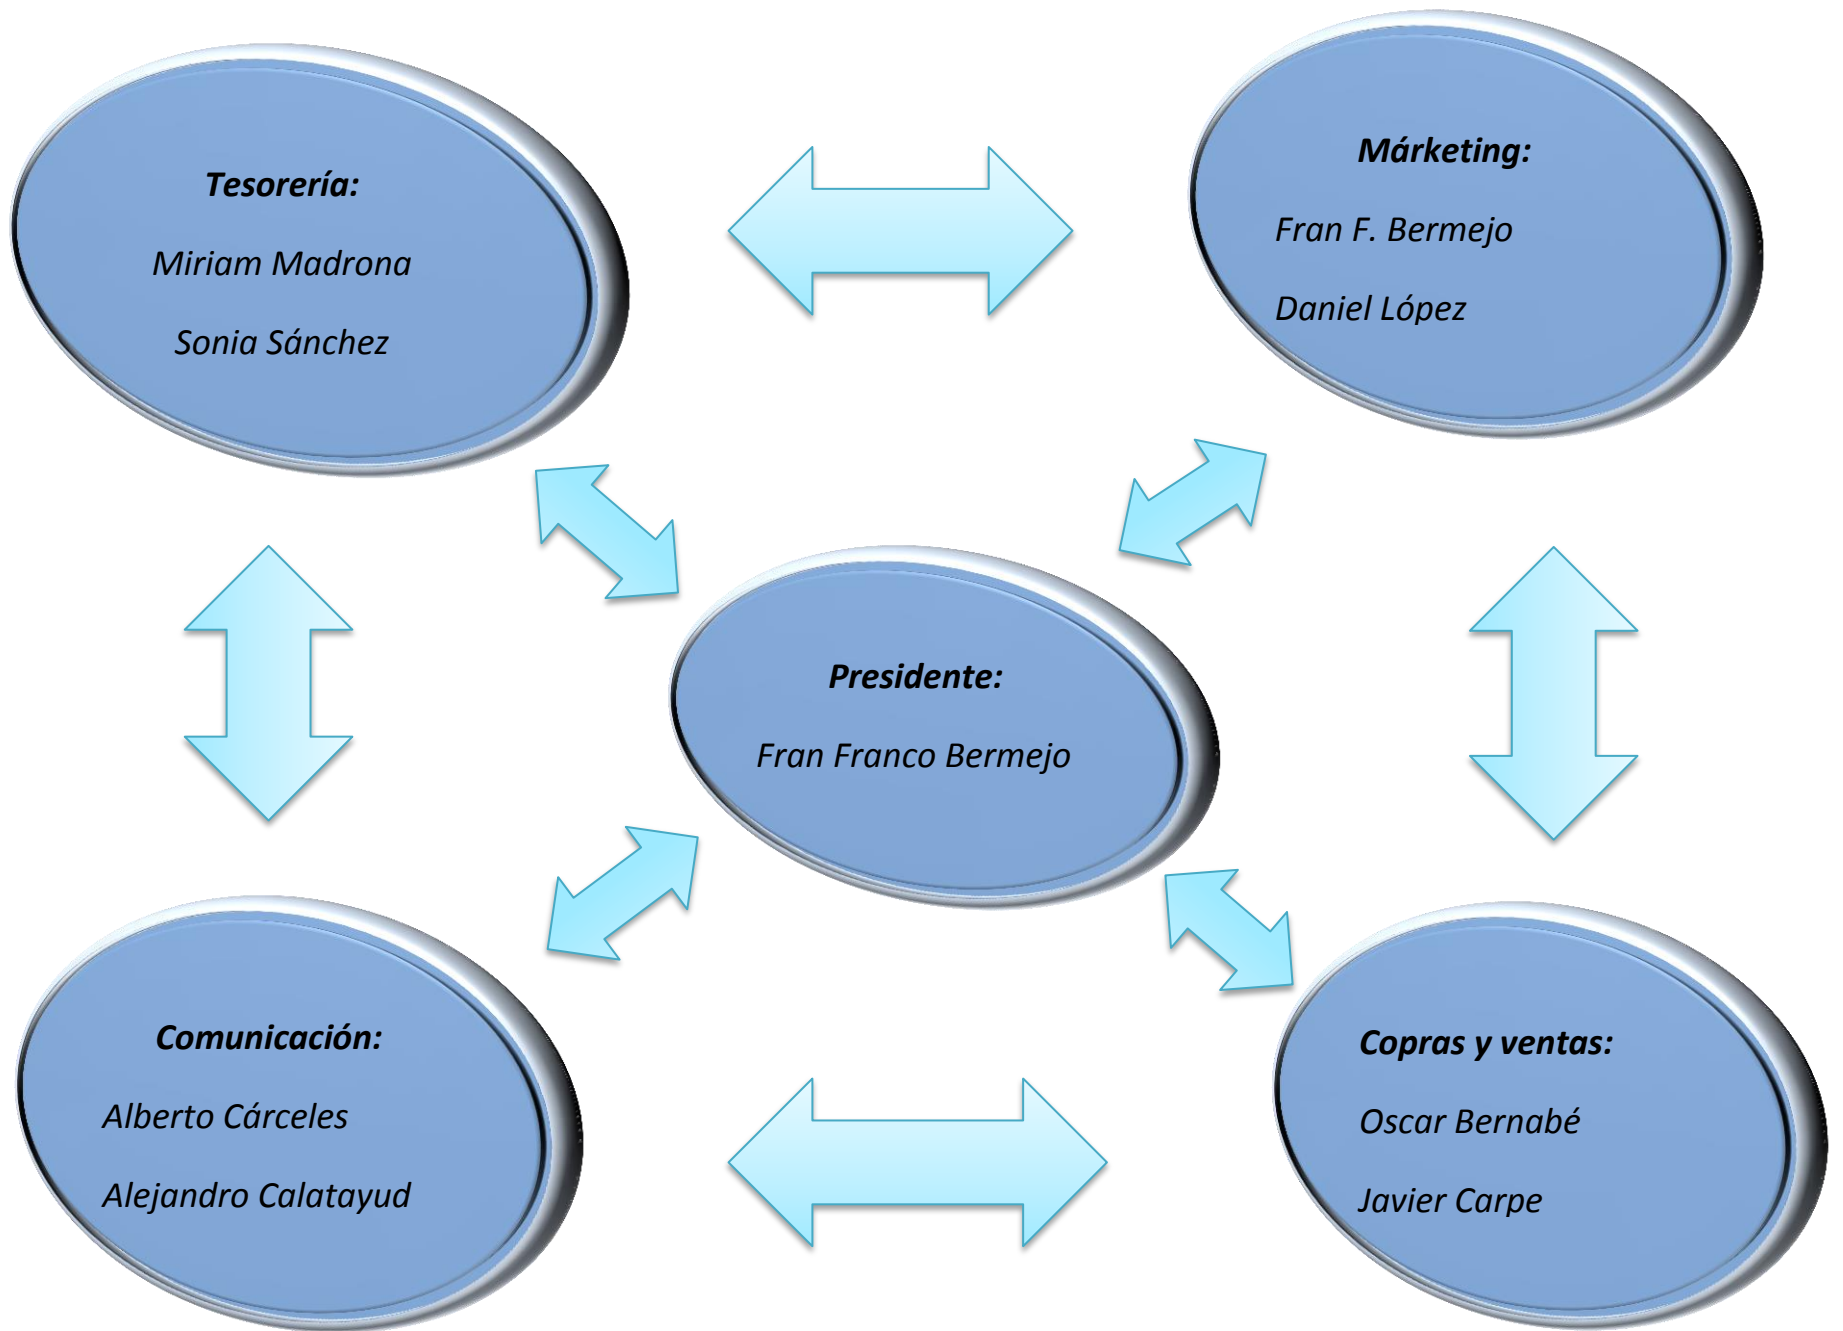 Tesorería:
Miriam Madrona
Sonia Sánchez
Márketing:
Fran F. Bermejo
Daniel López
Presidente:
Fran Franco Bermejo
Comunicación:
Alberto Cárceles
Alejandro Calatayud
Copras y ventas:
Oscar Bernabé
Javier Carpe